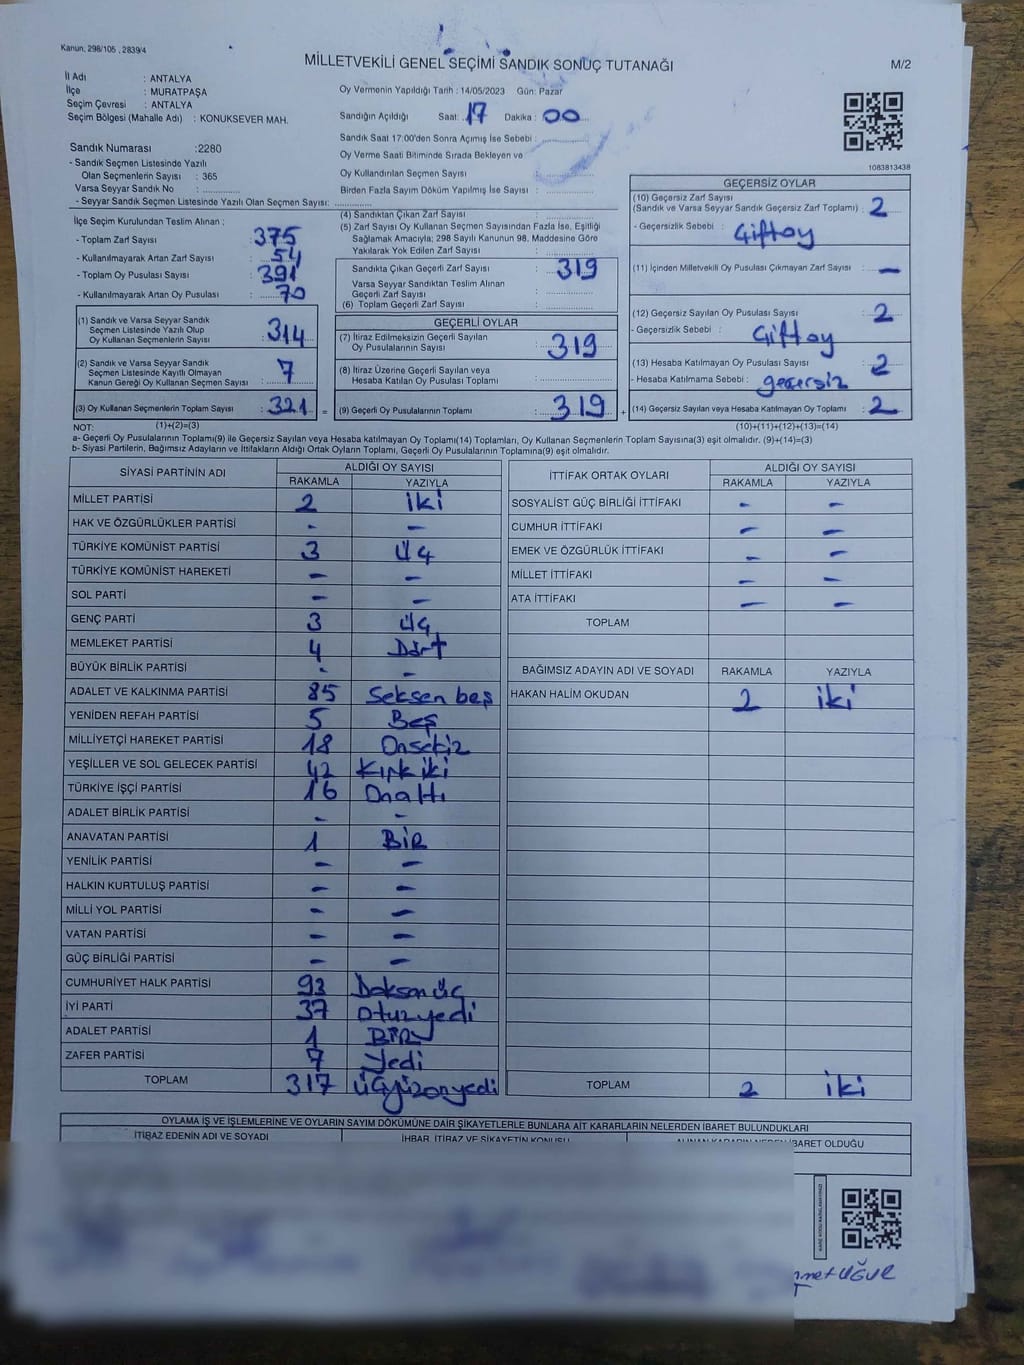 Kanun, 298/105 , 2839/4
MİLLETVEKİLİ GENEL SEÇİMİ SANDIK SONUÇ TUTANAĞI
M/2
İl Adı : ANTALYA
İlçe : MURATPAŞA
Seçim Çevresi : ANTALYA
Seçim Bölgesi (Mahalle Adı) : KONUKSEVER MAH.
Sandık Numarası :2280
- Sandık Seçmen Listesinde Yazılı
Olan Seçmenlerin Sayısı : 365
Varsa Seyyar Sandık No : ..............
- Seyyar Sandık Seçmen Listesinde Yazılı Olan Seçmen Sayısı: ..............
Oy Vermenin Yapıldığı Tarih : 14/05/2023 Gün: Pazar
Sandığın Açıldığı Saat: 17 Dakika : 00
Sandık Saat 17:00'den Sonra Açımış İse Sebebi : ..............
Oy Verme Saati Bitiminde Sırada Bekleyen ve
Oy Kullandırılan Seçmen Sayısı : ..............
Birden Fazla Sayım Döküm Yapılmış İse Sayısı : ..............
1083813438
İlçe Seçim Kurulundan Teslim Alınan ;
- Toplam Zarf Sayısı : 375
- Kullanılmayarak Artan Zarf Sayısı : 54
- Toplam Oy Pusulası Sayısı : 391
- Kullanılmayarak Artan Oy Pusulası : 70
(1) Sandık ve Varsa Seyyar Sandık
Seçmen Listesinde Yazılı Olup
Oy Kullanan Seçmenlerin Sayısı : 314
(2) Sandık ve Varsa Seyyar Sandık
Seçmen Listesinde Kayıtlı Olmayan
Kanun Gereği Oy Kullanan Seçmen Sayısı : 7
(3) Oy Kullanan Seçmenlerin Toplam Sayısı : 321 =
(4) Sandıktan Çıkan Zarf Sayısı : ..............
(5) Zarf Sayısı Oy Kullanan Seçmen Sayısından Fazla İse, Eşitliği
Sağlamak Amacıyla; 298 Sayılı Kanunun 98. Maddesine Göre
Yakılarak Yok Edilen Zarf Sayısı : ..............
Sandıkta Çıkan Geçerli Zarf Sayısı : 319
Varsa Seyyar Sandıktan Teslim Alınan
Geçerli Zarf Sayısı : ..............
(6) Toplam Geçerli Zarf Sayısı : ..............
GEÇERLİ OYLAR
(7) İtiraz Edilmeksizin Geçerli Sayılan
Oy Pusulalarının Sayısı : 319
(8) İtiraz Üzerine Geçerli Sayılan veya
Hesaba Katılan Oy Pusulası Toplamı : ..............
(9) Geçerli Oy Pusulalarının Toplamı : 319 +
GEÇERSİZ OYLAR
(10) Geçersiz Zarf Sayısı
(Sandık ve Varsa Seyyar Sandık Geçersiz Zarf Toplamı) : 2
- Geçersizlik Sebebi : Çiftoy
(11) İçinden Milletvekili Oy Pusulası Çıkmayan Zarf Sayısı : -
(12) Geçersiz Sayılan Oy Pusulası Sayısı : 2
- Geçersizlik Sebebi : Çiftoy
(13) Hesaba Katılmayan Oy Pusulası Sayısı : 2
- Hesaba Katılmama Sebebi : geçersiz
(14) Geçersiz Sayılan veya Hesaba Katılmayan Oy Toplamı : 2
NOT: (1)+(2)=(3) (10)+(11)+(12)+(13)=(14)
a- Geçerli Oy Pusulalarının Toplamı(9) ile Geçersiz Sayılan veya Hesaba katılmayan Oy Toplamı(14) Toplamları, Oy Kullanan Seçmenlerin Toplam Sayısına(3) eşit olmalıdır. (9)+(14)=(3)
b- Siyasi Partilerin, Bağımsız Adayların ve İttifakların Aldığı Ortak Oyların Toplamı, Geçerli Oy Pusulalarının Toplamına(9) eşit olmalıdır.
SİYASİ PARTİNİN ADI ALDIĞI OY SAYISI
RAKAMLA YAZIYLA
MİLLET PARTİSİ 2 iki
HAK VE ÖZGÜRLÜKLER PARTİSİ - -
TÜRKİYE KOMÜNİST PARTİSİ 3 üç
TÜRKİYE KOMÜNİST HAREKETİ - -
SOL PARTİ - -
GENÇ PARTİ 3 üç
MEMLEKET PARTİSİ 4 Dört
BÜYÜK BİRLİK PARTİSİ - -
ADALET VE KALKINMA PARTİSİ 85 Seksen beş
YENİDEN REFAH PARTİSİ 5 Beş
MİLLİYETÇİ HAREKET PARTİSİ 18 Onsekiz
YEŞİLLER VE SOL GELECEK PARTİSİ 42 Kırk iki
TÜRKİYE İŞÇİ PARTİSİ 16 Onaltı
ADALET BİRLİK PARTİSİ - -
ANAVATAN PARTİSİ 1 BİR
YENİLİK PARTİSİ - -
HALKIN KURTULUŞ PARTİSİ - -
MİLLİ YOL PARTİSİ - -
VATAN PARTİSİ - -
GÜÇ BİRLİĞİ PARTİSİ - -
CUMHURİYET HALK PARTİSİ 93 Doksan üç
İYİ PARTİ 37 otuzyedi
ADALET PARTİSİ 1 BİR
ZAFER PARTİSİ 7 Yedi
TOPLAM 317 üçyüzonyedi
İTTİFAK ORTAK OYLARI ALDIĞI OY SAYISI
RAKAMLA YAZIYLA
SOSYALİST GÜÇ BİRLİĞİ İTTİFAKI - -
CUMHUR İTTİFAKI - -
EMEK VE ÖZGÜRLÜK İTTİFAKI - -
MİLLET İTTİFAKI - -
ATA İTTİFAKI - -
TOPLAM
BAĞIMSIZ ADAYIN ADI VE SOYADI RAKAMLA YAZIYLA
HAKAN HALİM OKUDAN 2 iki
TOPLAM 2 iki
OYLAMA İŞ VE İŞLEMLERİNE VE OYLARIN SAYIM DÖKÜMÜNE DAİR ŞİKAYETLERLE BUNLARA AİT KARARLARIN NELERDEN İBARET BULUNDUKLARI
İTİRAZ EDENİN ADI VE SOYADI İHBAR, İTİRAZ VE ŞİKAYETİN KONUSU ALINAN KARARIN NEDEN İBARET OLDUĞU
UĞUR